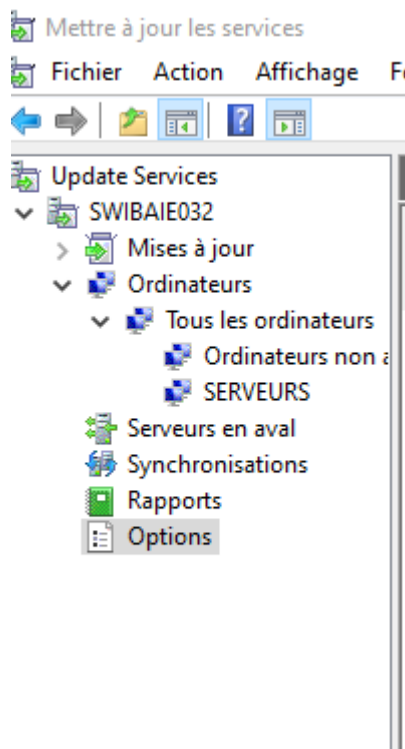 Mettre à jour les services
Fichier Action Affichage
Update Services
SWIBAIE032
Mises à jour
Ordinateurs
Tous les ordinateurs
Ordinateurs non
SERVEURS
Serveurs en aval
Synchronisations
Rapports
Options